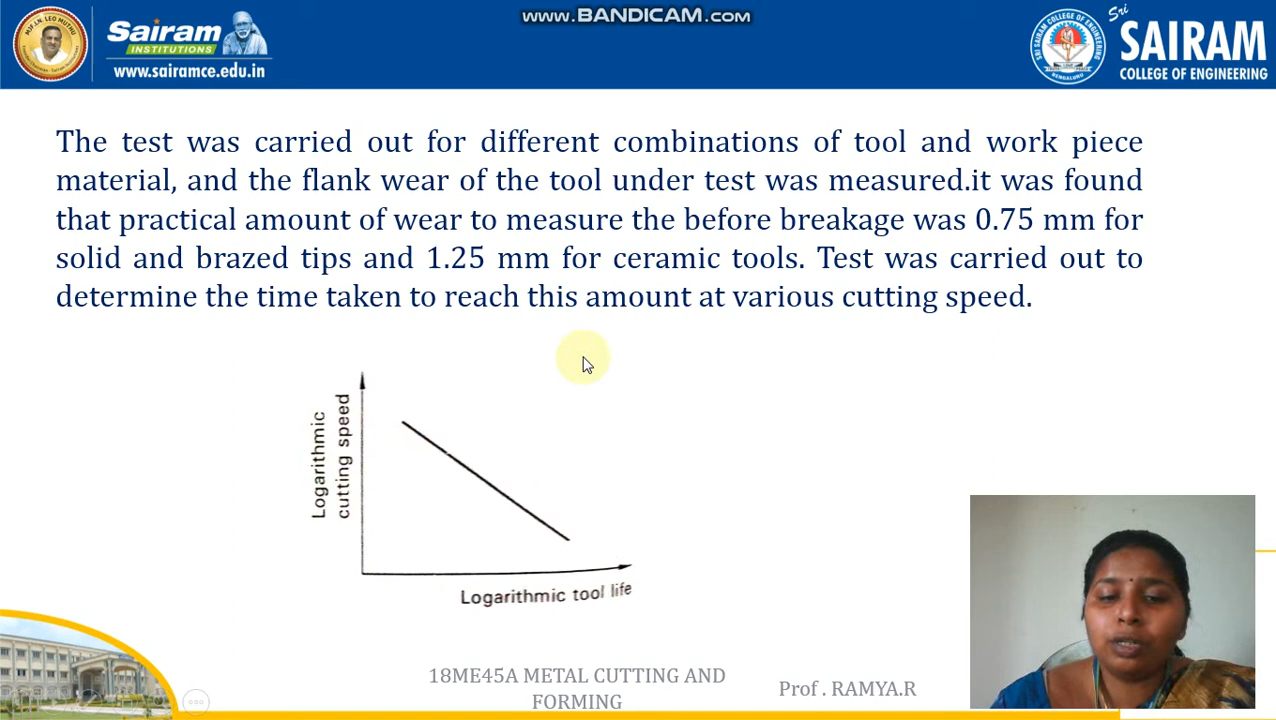 www.BANDICAM.com
MJF. LN. LEO MUTHU
Sairam
INSTITUTIONS
www.sairamce.edu.in
Sri
SAIRAM
COLLEGE OF ENGINEERING
The test was carried out for different combinations of tool and work piece
material, and the flank wear of the tool under test was measured.it was found
that practical amount of wear to measure the before breakage was 0.75 mm for
solid and brazed tips and 1.25 mm for ceramic tools. Test was carried out to
determine the time taken to reach this amount at various cutting speed.
Logarithmic
cutting speed
Logarithmic tool life
18ME45A METAL CUTTING AND
FORMING
Prof . RAMYA.R